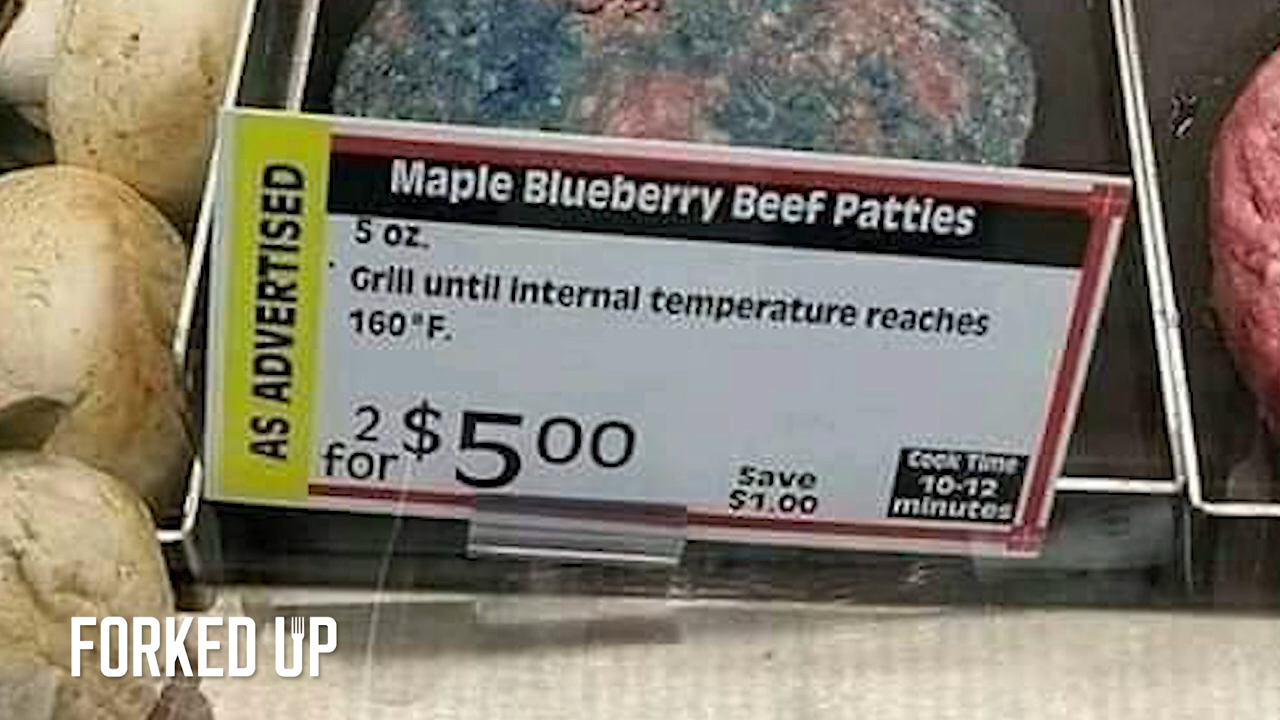 AS ADVERTISED
Maple Blueberry Beef Patties
5 oz.
Grill until internal temperature reaches
160°F.
2
for $5.00
Save
$1.00
Cook Time
10-12
minutes
FORKED UP